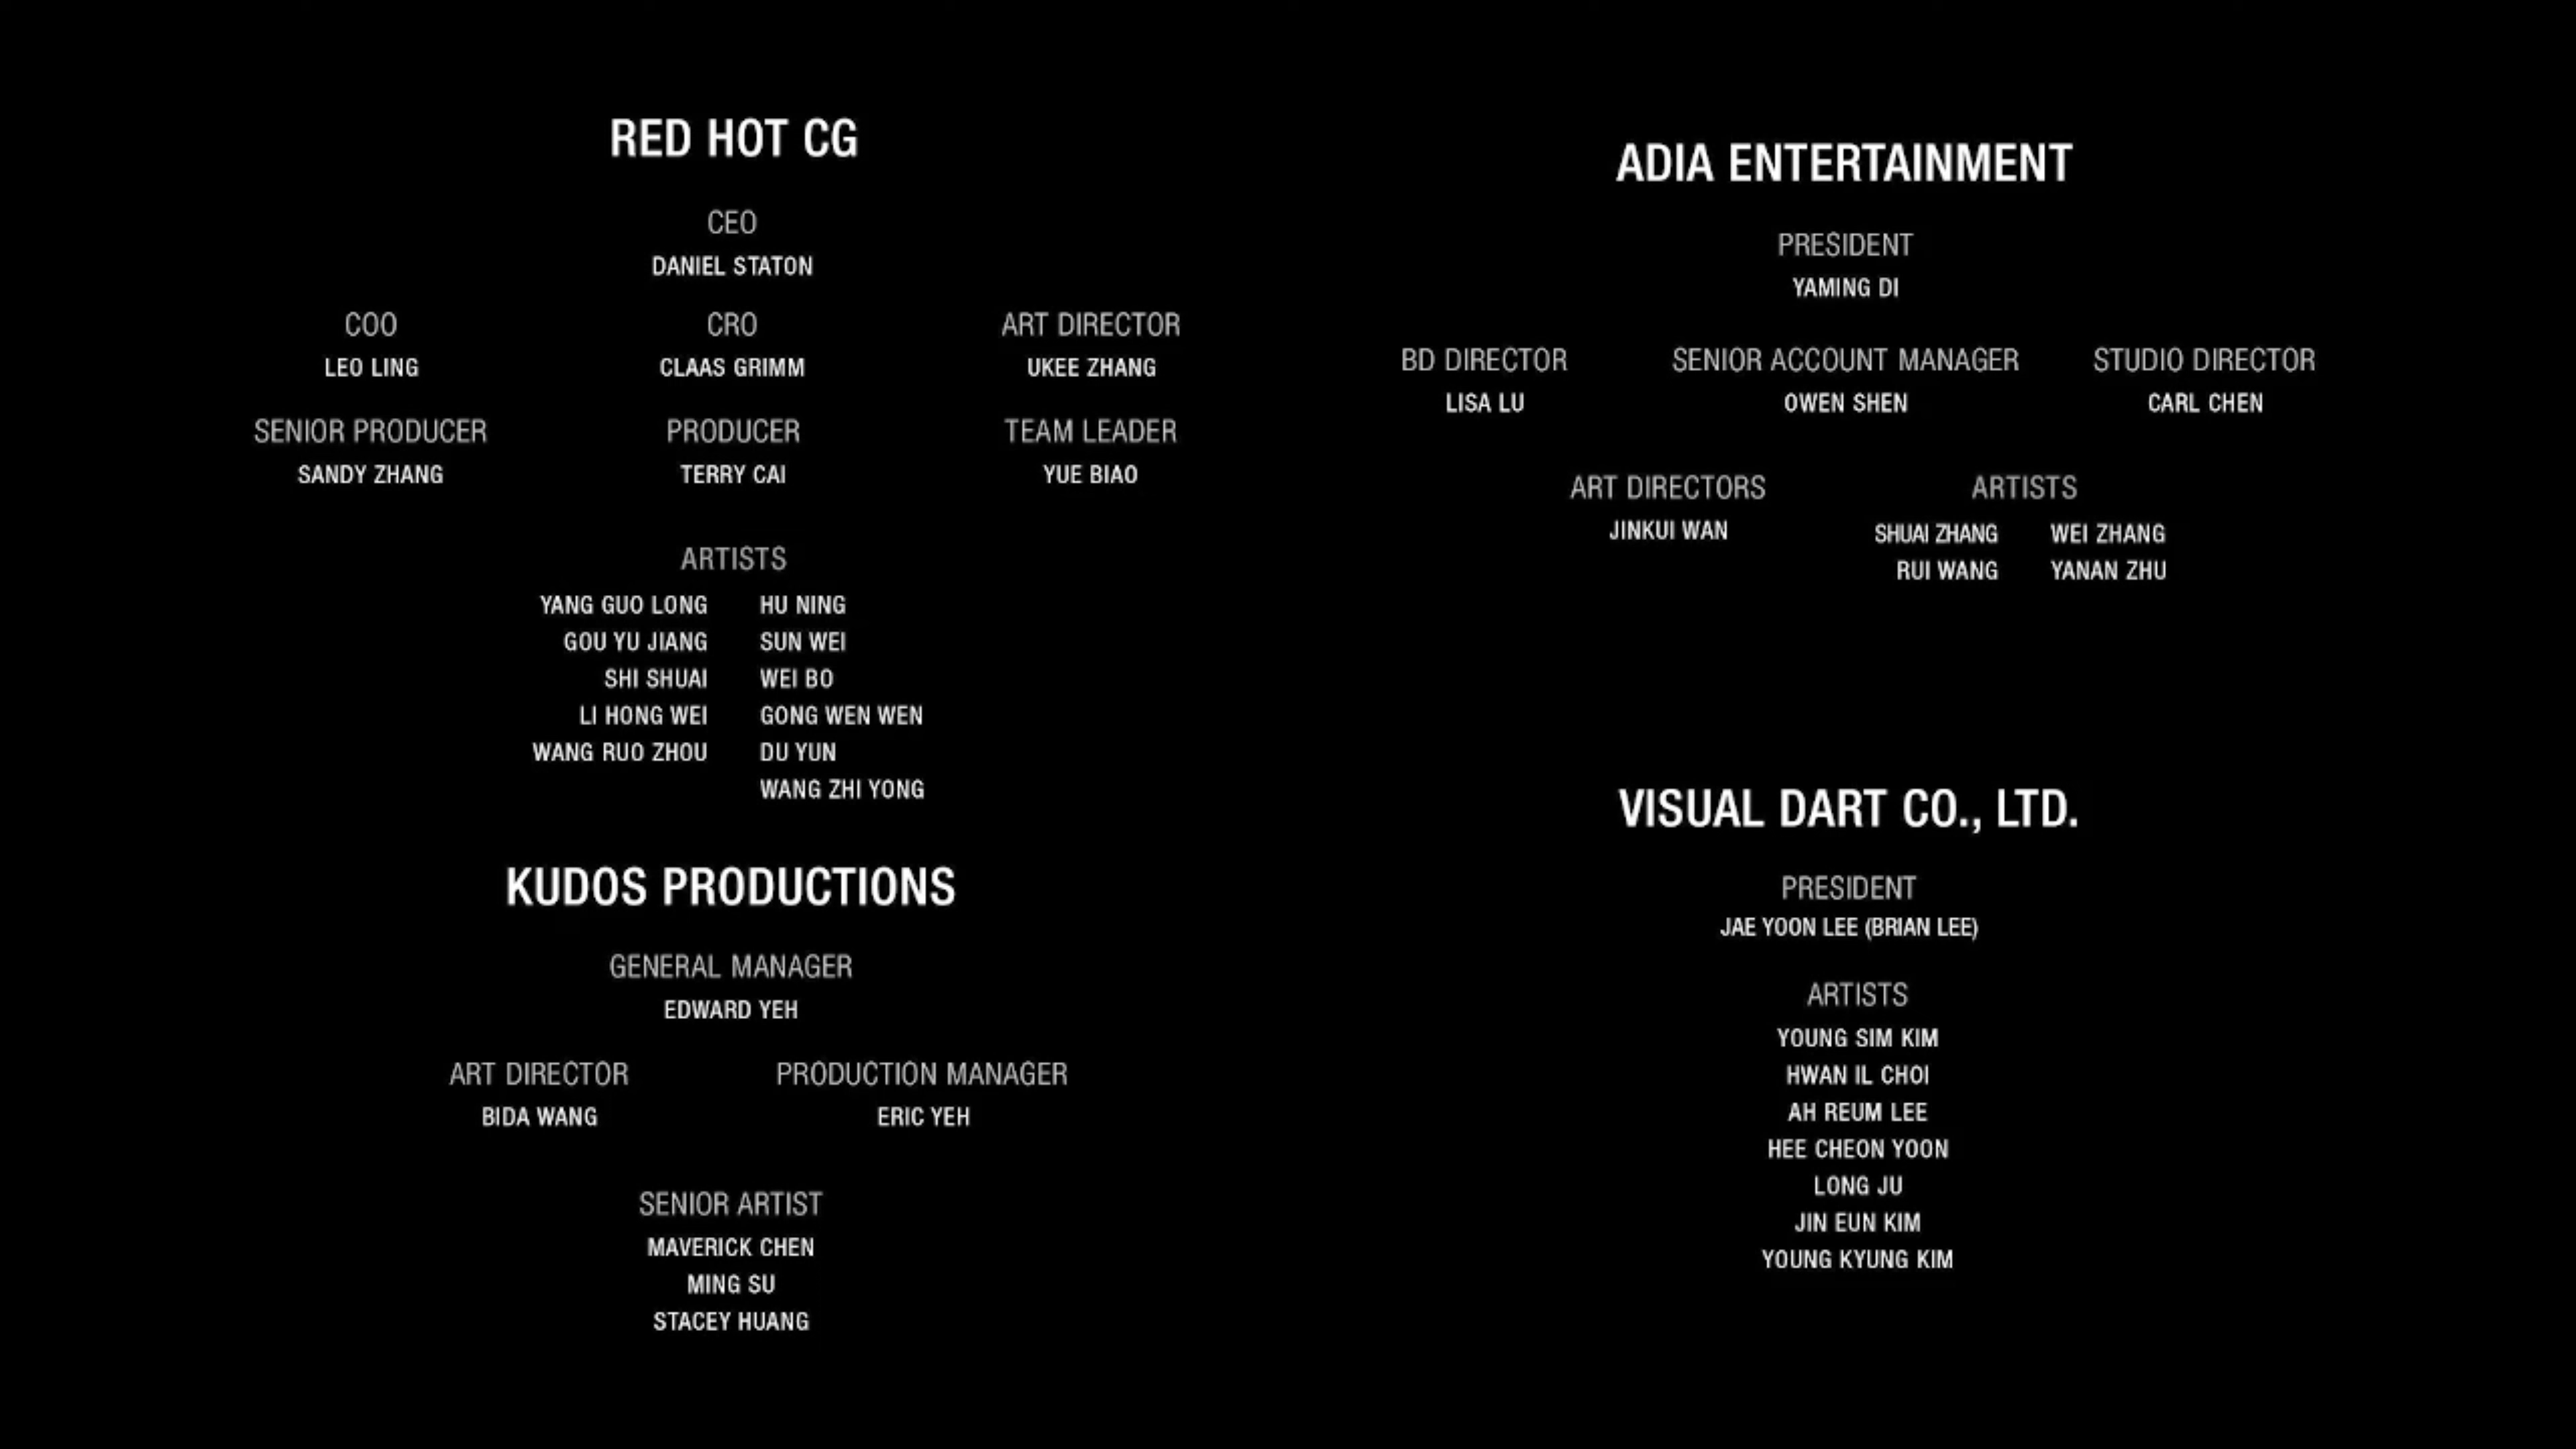 RED HOT CG
CEO
DANIEL STATON
COO CRO ART DIRECTOR
LEO LING CLAAS GRIMM UKEE ZHANG
SENIOR PRODUCER PRODUCER TEAM LEADER
SANDY ZHANG TERRY CAI YUE BIAO
ARTISTS
YANG GUO LONG HU NING
GOU YU JIANG SUN WEI
SHI SHUAI WEI BO
LI HONG WEI GONG WEN WEN
WANG RUO ZHOU DU YUN
WANG ZHI YONG
KUDOS PRODUCTIONS
GENERAL MANAGER
EDWARD YEH
ART DIRECTOR PRODUCTION MANAGER
BIDA WANG ERIC YEH
SENIOR ARTIST
MAVERICK CHEN
MING SU
STACEY HUANG
ADIA ENTERTAINMENT
PRESIDENT
YAMING DI
BD DIRECTOR SENIOR ACCOUNT MANAGER STUDIO DIRECTOR
LISA LU OWEN SHEN CARL CHEN
ART DIRECTORS ARTISTS
JINKUI WAN SHUAI ZHANG WEI ZHANG
RUI WANG YANAN ZHU
VISUAL DART CO., LTD.
PRESIDENT
JAE YOON LEE (BRIAN LEE)
ARTISTS
YOUNG SIM KIM
HWAN IL CHOI
AH REUM LEE
HEE CHEON YOON
LONG JU
JIN EUN KIM
YOUNG KYUNG KIM